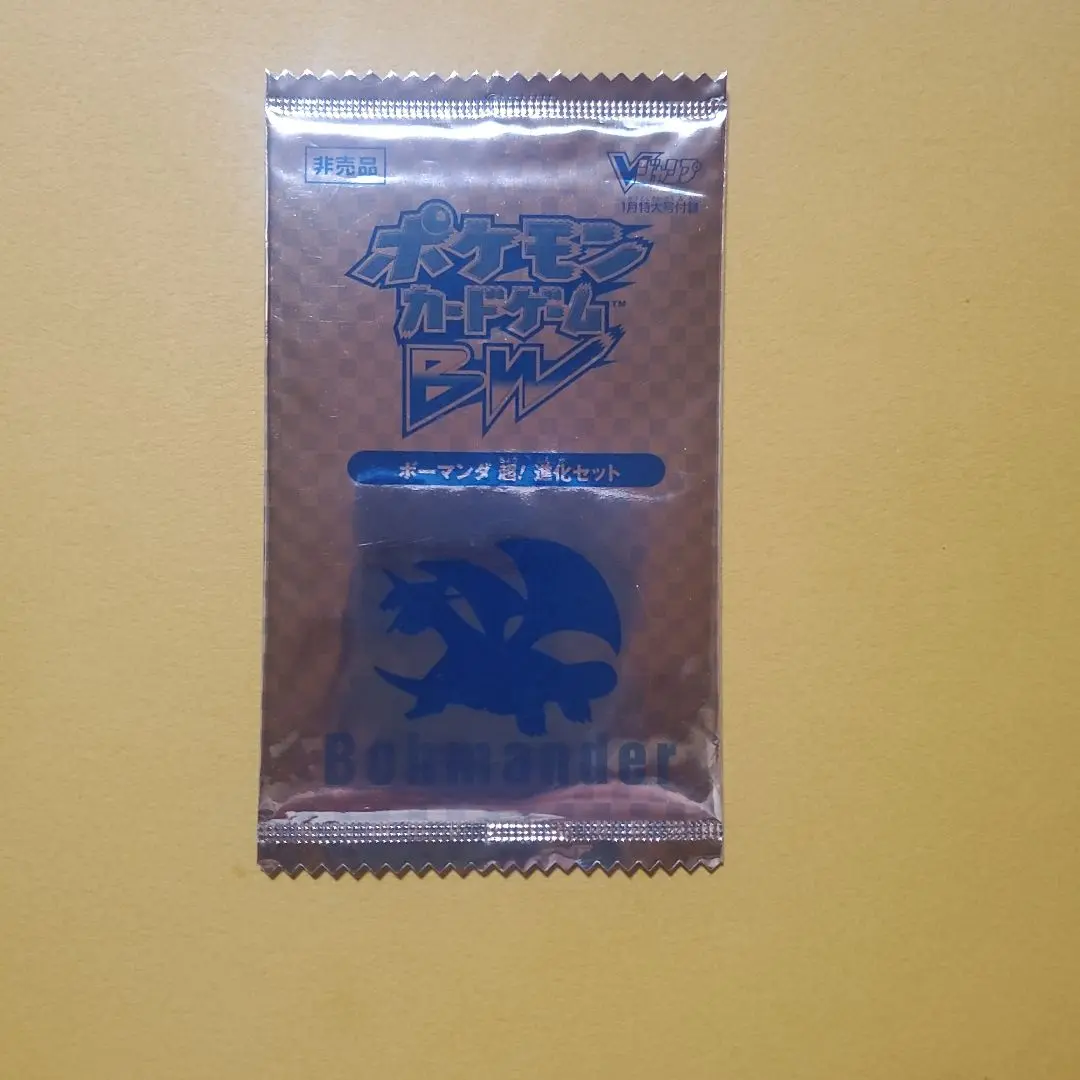 非売品
Vジャンプ
1月特大号付録
ポケモン
カードゲーム™
BW
ボーマンダ 超! 進化セット
Bohmander